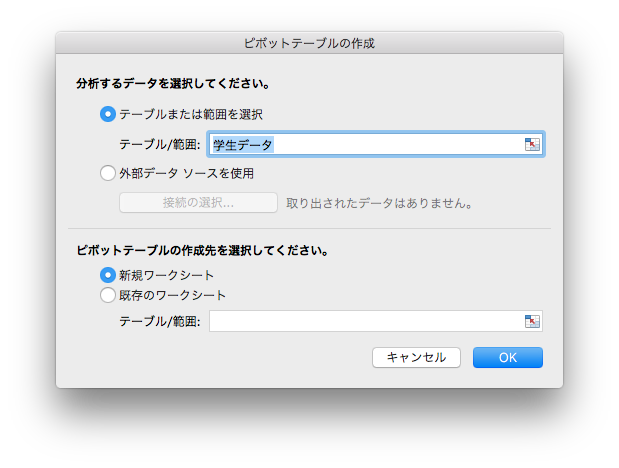 ピボットテーブルの作成
分析するデータを選択してください。
テーブルまたは範囲を選択
テーブル/範囲: 学生データ
外部データ ソースを使用
接続の選択... 取り出されたデータはありません。
ピボットテーブルの作成先を選択してください。
新規ワークシート
既存のワークシート
テーブル/範囲:
キャンセル OK